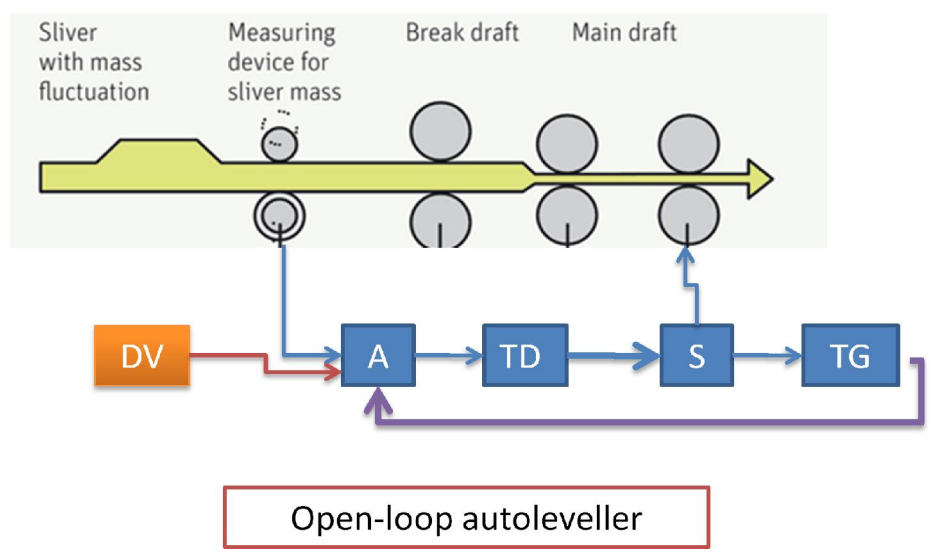 Sliver
with mass
fluctuation
Measuring
device for
sliver mass
Break draft
Main draft
DV
A
TD
S
TG
Open-loop autoleveller